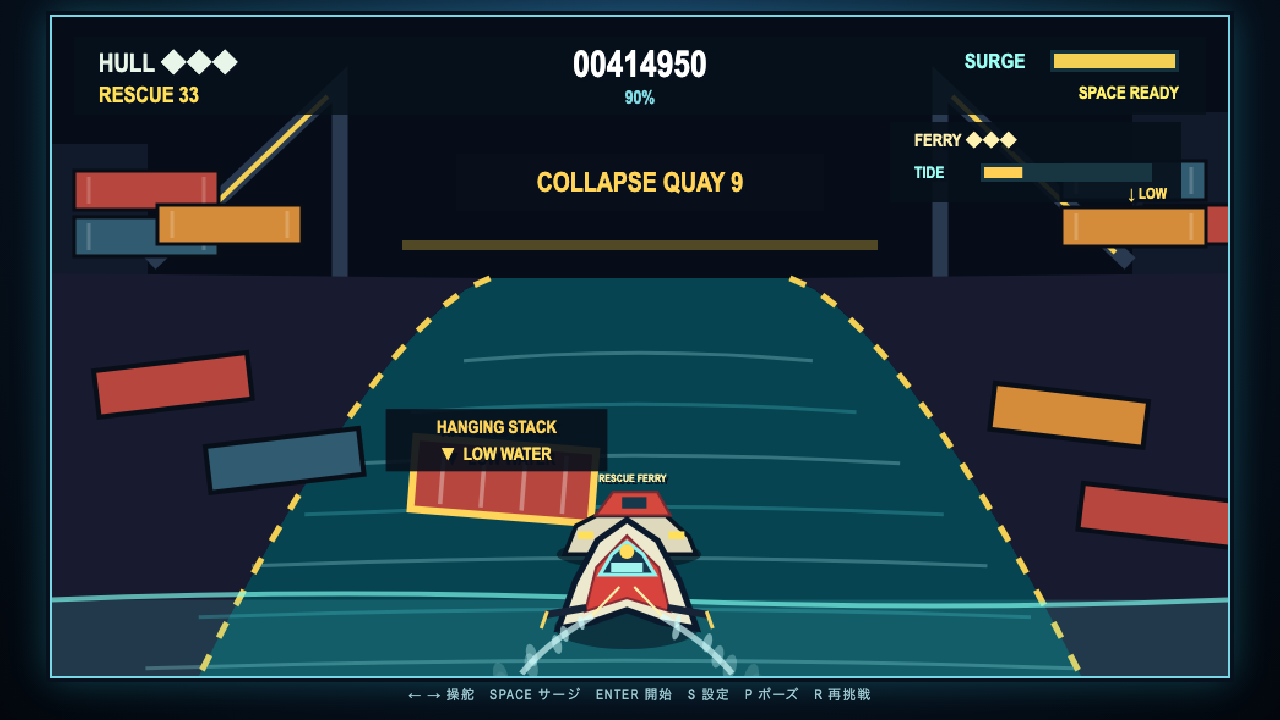 HULL
RESCUE 33
00414950
90%
SURGE
SPACE READY
FERRY
TIDE
↓ LOW
COLLAPSE QUAY 9
HANGING STACK
▼ LOW WATER
RESCUE FERRY
← → 操舵 SPACE サージ ENTER 開始 S 設定 P ポーズ R 再挑戦